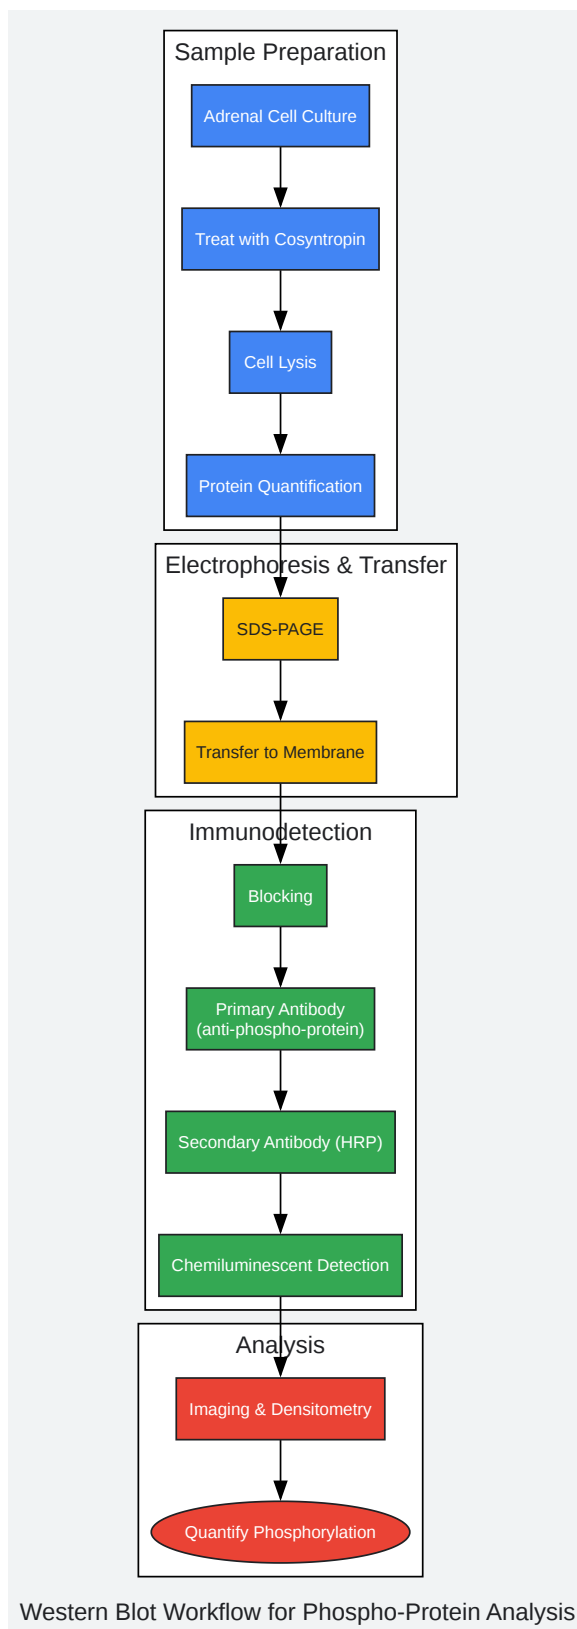 Sample Preparation
Adrenal Cell Culture
Treat with Cosyntropin
Cell Lysis
Protein Quantification
Electrophoresis & Transfer
SDS-PAGE
Transfer to Membrane
Immunodetection
Blocking
Primary Antibody
(anti-phospho-protein)
Secondary Antibody (HRP)
Chemiluminescent Detection
Analysis
Imaging & Densitometry
Quantify Phosphorylation
Western Blot Workflow for Phospho-Protein Analysis